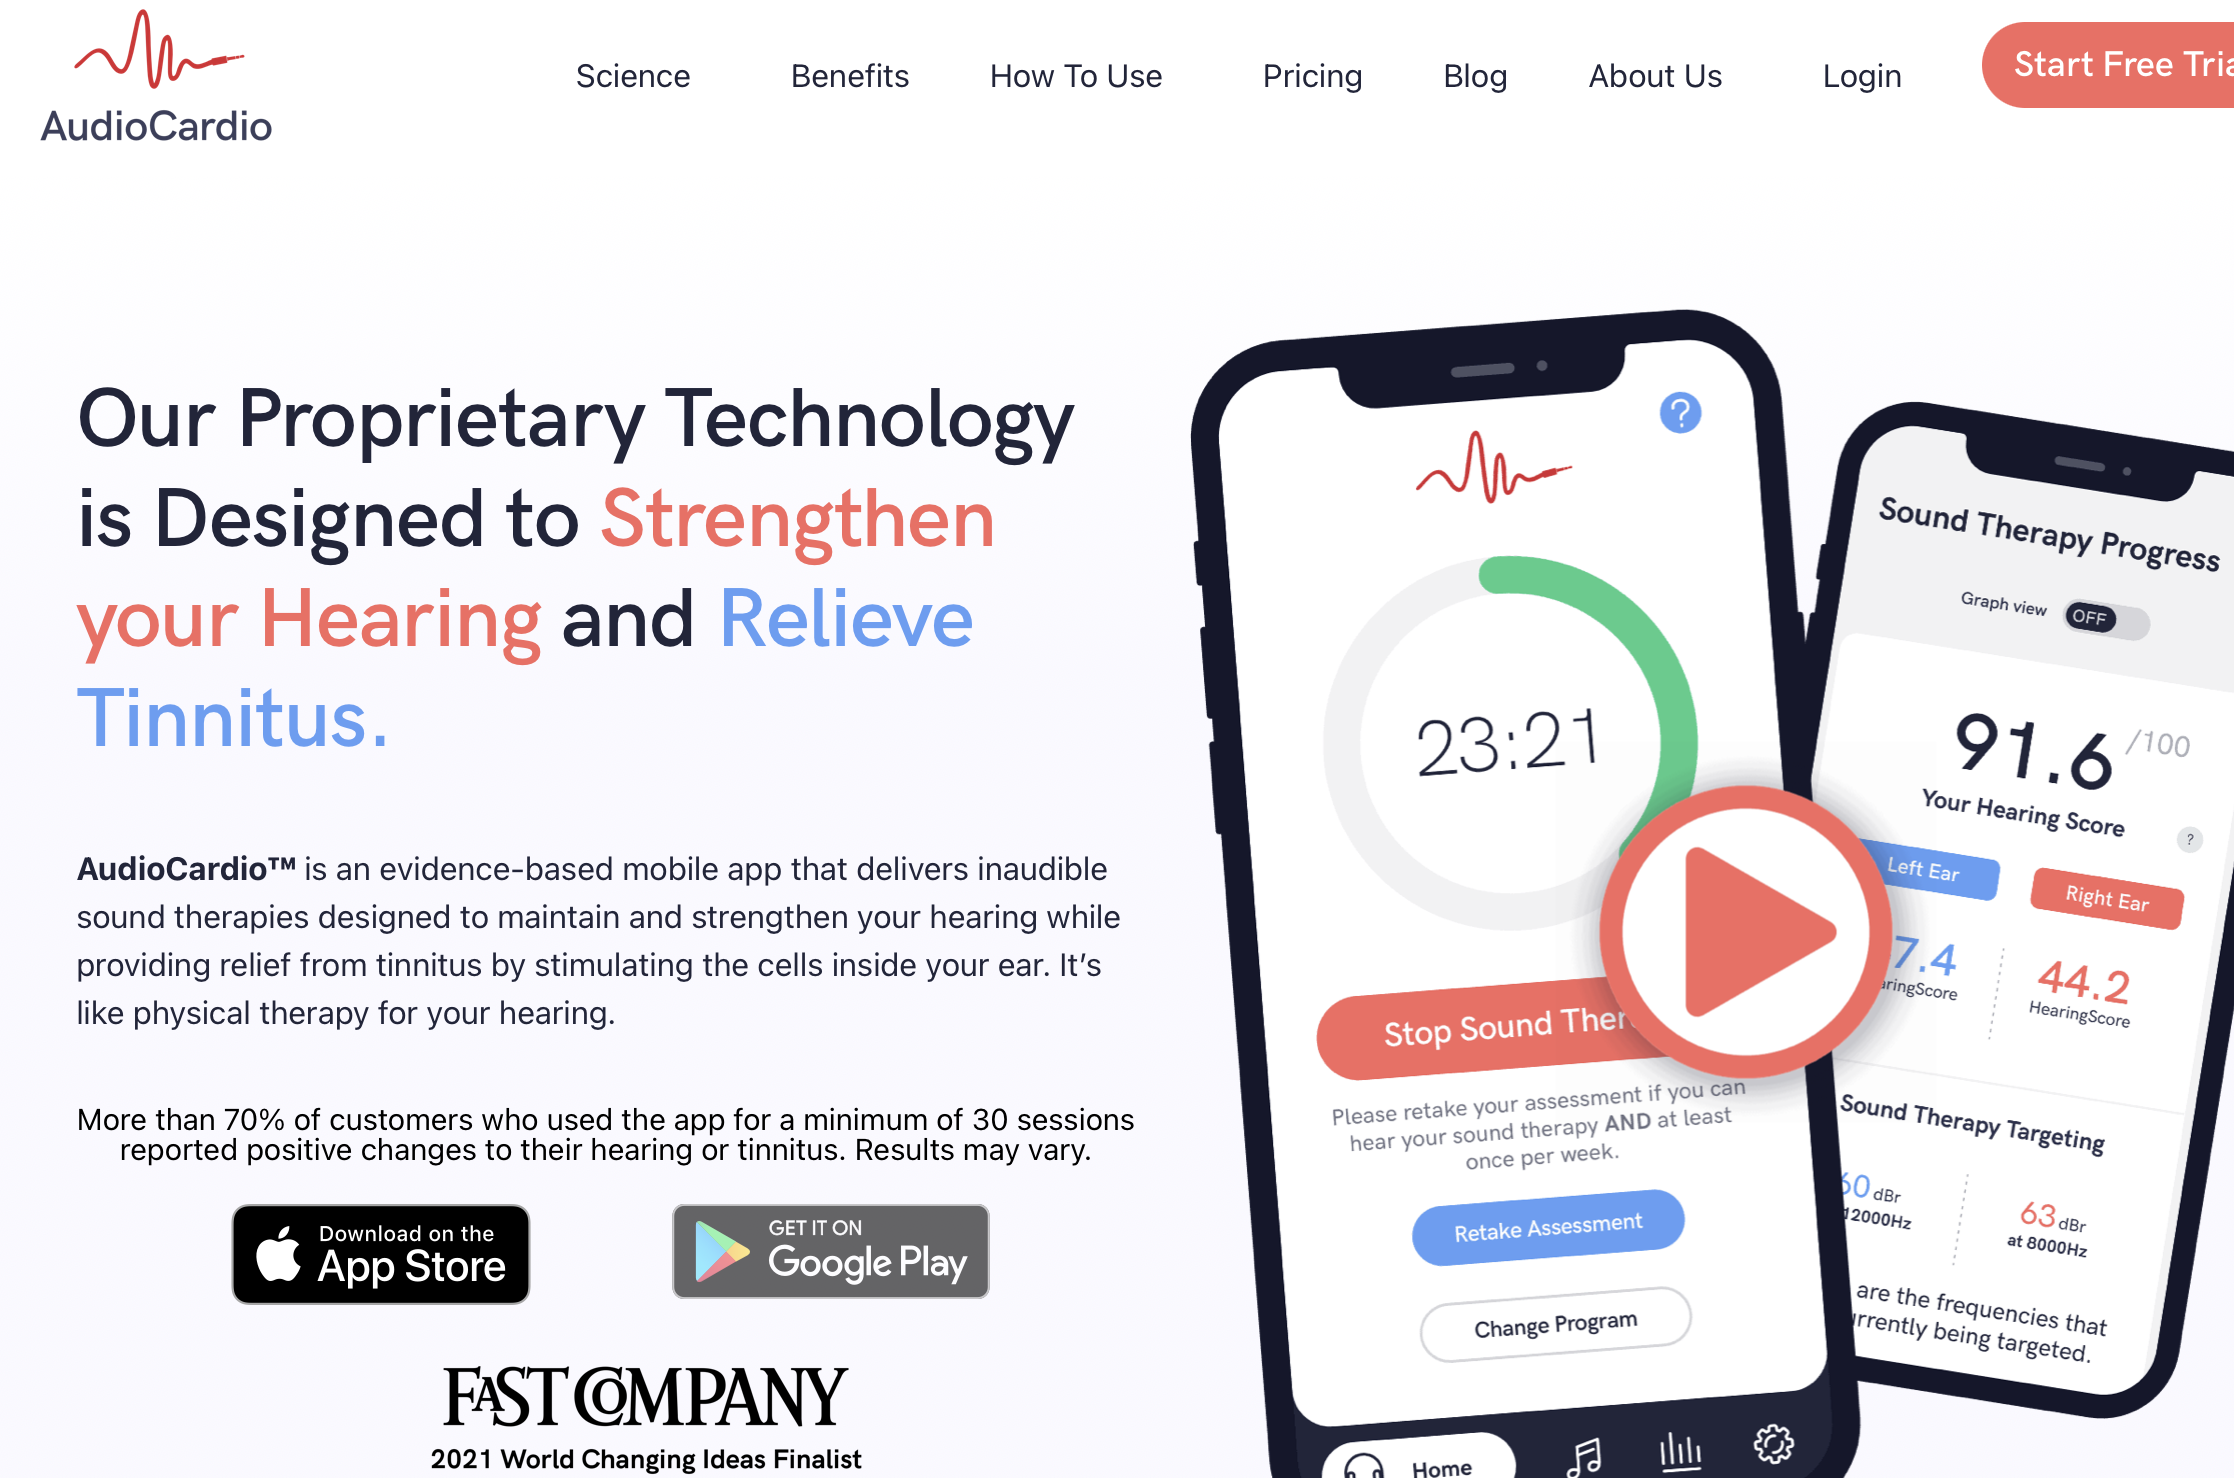 AudioCardio
Science
Benefits
How To Use
Pricing
Blog
About Us
Login
Start Free
Our Proprietary Technology
is Designed to Strengthen
your Hearing and Relieve
Tinnitus.
AudioCardio™ is an evidence-based mobile app that delivers inaudible
sound therapies designed to maintain and strengthen your hearing while
providing relief from tinnitus by stimulating the cells inside your ear. It's
like physical therapy for your hearing.
More than 70% of customers who used the app for a minimum of 30 sessions
reported positive changes to their hearing or tinnitus. Results may vary.
Download on the
App Store
GET IT ON
Google Play
FAST COMPANY
2021 World Changing Ideas Finalist
?
23:21
Stop Sound
Please retake your assessment if you can
hear your sound therapy AND at least
once per week.
Retake Assessment
Change Program
Home
Sound Therapy Progress
Graph view OFF
91.6 /100
Your Hearing Score
?
Left Ear
Right Ear
7.4
44.2
HearingScore
Sound Therapy Targeting
dBr
12000Hz
63 dBr
at 8000Hz
are the frequencies that
being targeted.